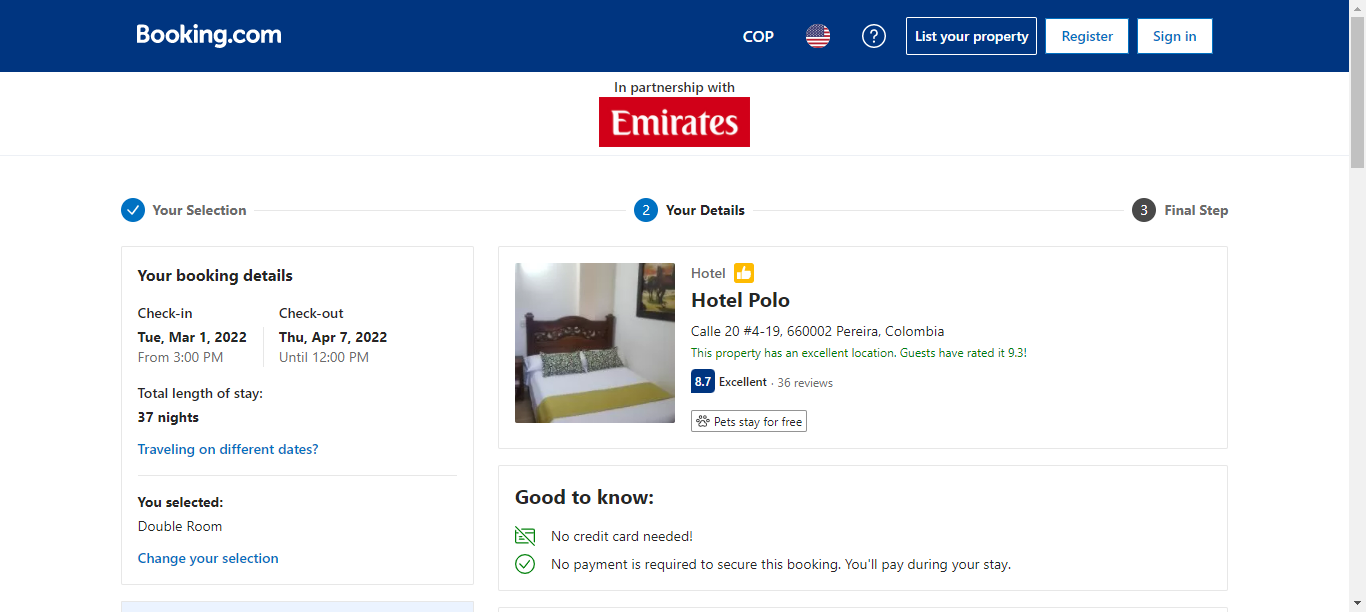 Booking.com
COP
?
List your property
Register
Sign in
In partnership with
Emirates
Your Selection
2 Your Details
3 Final Step
Your booking details
Check-in
Tue, Mar 1, 2022
From 3:00 PM
Check-out
Thu, Apr 7, 2022
Until 12:00 PM
Total length of stay:
37 nights
Traveling on different dates?
You selected:
Double Room
Change your selection
Hotel
Hotel Polo
Calle 20 #4-19, 660002 Pereira, Colombia
This property has an excellent location. Guests have rated it 9.3!
8.7 Excellent · 36 reviews
Pets stay for free
Good to know:
No credit card needed!
No payment is required to secure this booking. You'll pay during your stay.